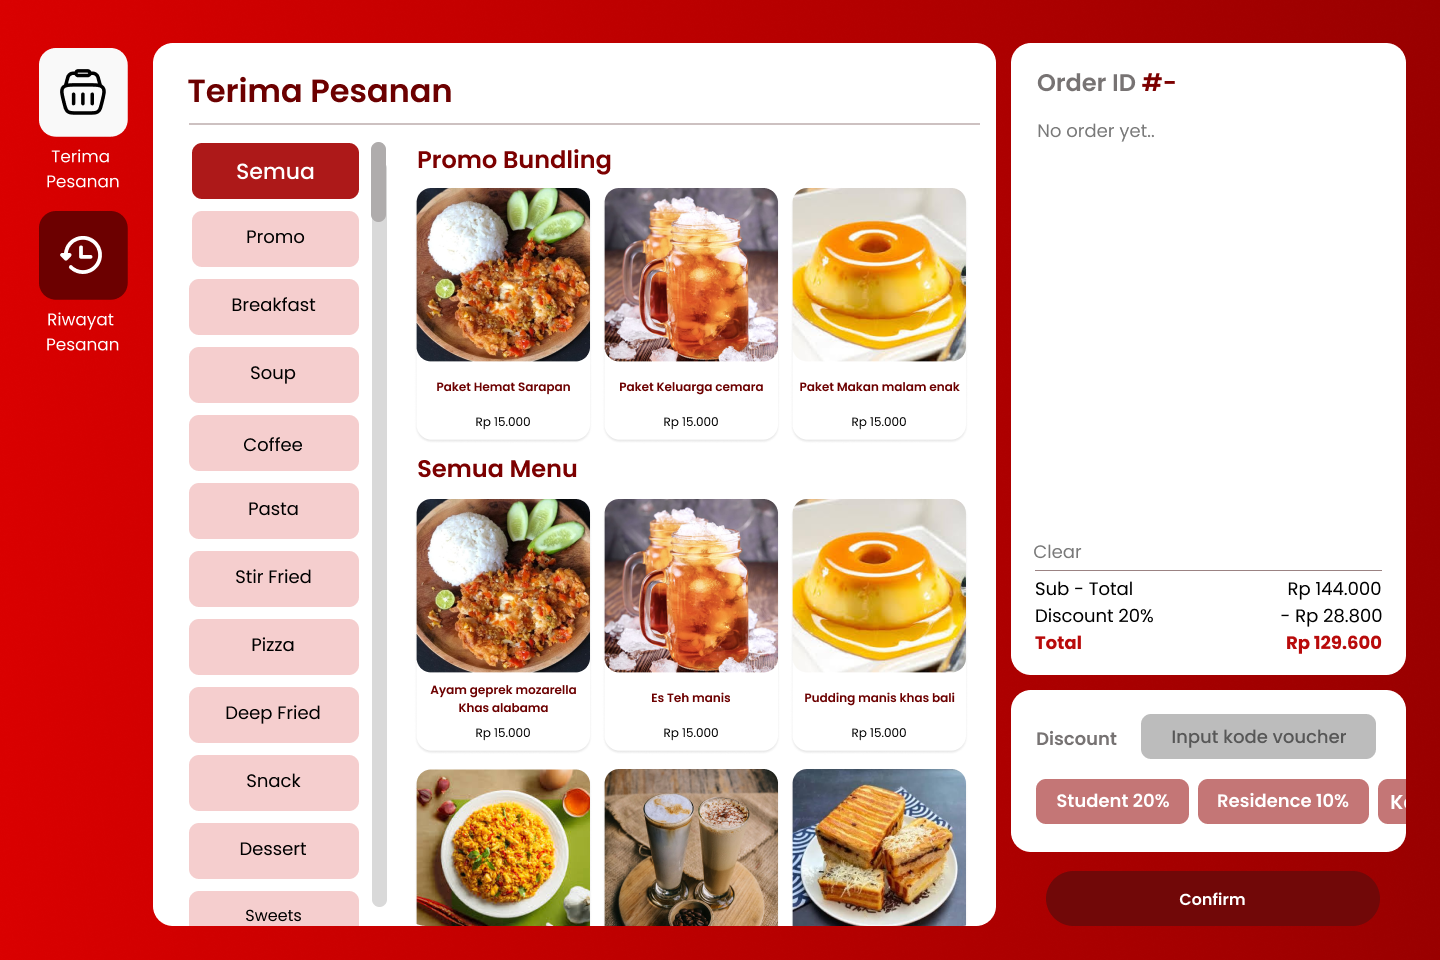 Terima
Pesanan
Riwayat
Pesanan
Terima Pesanan
Semua
Promo
Breakfast
Soup
Coffee
Pasta
Stir Fried
Pizza
Deep Fried
Snack
Dessert
Sweets
Promo Bundling
Paket Hemat Sarapan
Rp 15.000
Paket Keluarga cemara
Rp 15.000
Paket Makan malam enak
Rp 15.000
Semua Menu
Ayam geprek mozarella
Khas alabama
Rp 15.000
Es Teh manis
Rp 15.000
Pudding manis khas bali
Rp 15.000
Order ID #-
No order yet..
Clear
Sub - Total Rp 144.000
Discount 20% - Rp 28.800
Total Rp 129.600
Discount Input kode voucher
Student 20% Residence 10%
Confirm